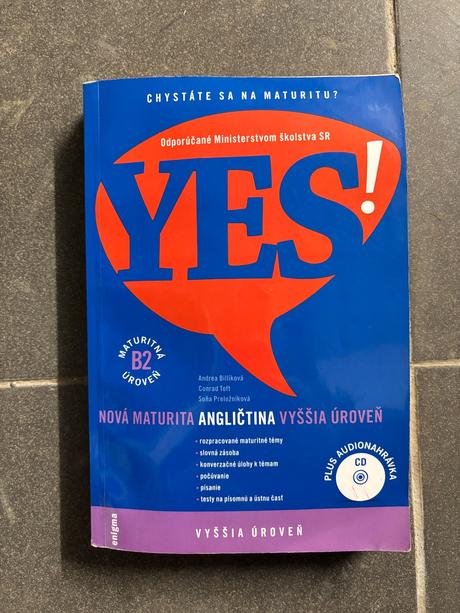 CHYSTÁTE SA NA MATURITU?
Odporúčané Ministerstvom školstva SR
YES!
MATURITNÁ
B2
ÚROVEŇ
Andrea Billíková
Conrad Toft
Soňa Preložníková
NOVÁ MATURITA ANGLIČTINA VYŠŠIA ÚROVEŇ
• rozpracované maturitné témy
• slovná zásoba
• konverzačné úlohy k témam
• počúvanie
• písanie
• testy na písomnú a ústnu časť
PLUS AUDIONAHRÁVKA
CD
enigma
VYŠŠIA ÚROVEŇ